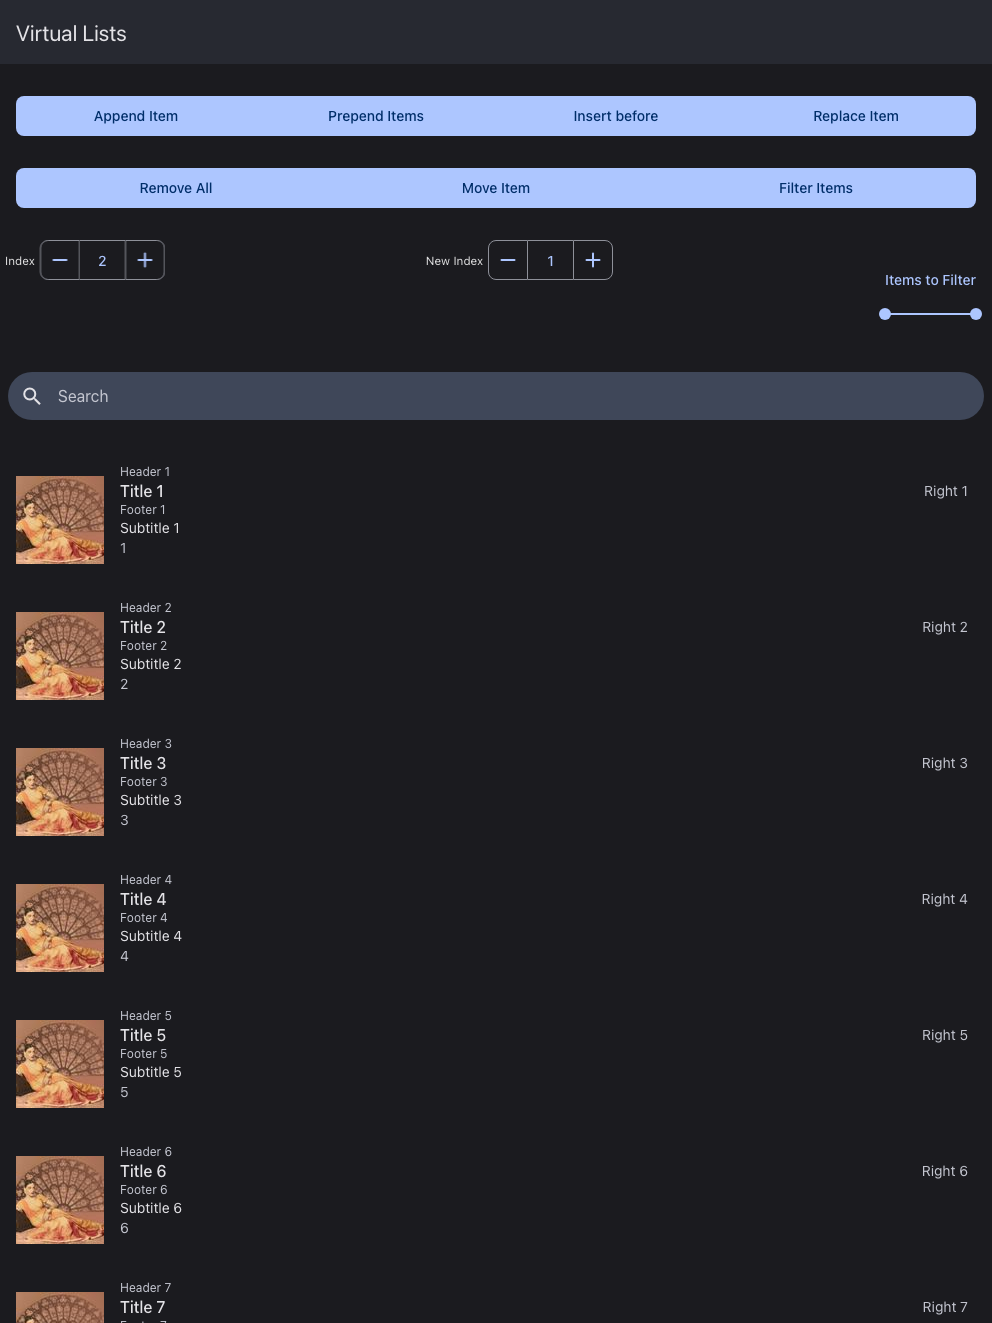 Virtual Lists
Append Item Prepend Items Insert before Replace Item
Remove All Move Item Filter Items
Index 2 New Index 1
Items to Filter
Search
Header 1
Title 1 Right 1
Footer 1
Subtitle 1
1
Header 2
Title 2 Right 2
Footer 2
Subtitle 2
2
Header 3
Title 3 Right 3
Footer 3
Subtitle 3
3
Header 4
Title 4 Right 4
Footer 4
Subtitle 4
4
Header 5
Title 5 Right 5
Footer 5
Subtitle 5
5
Header 6
Title 6 Right 6
Footer 6
Subtitle 6
6
Header 7
Title 7 Right 7